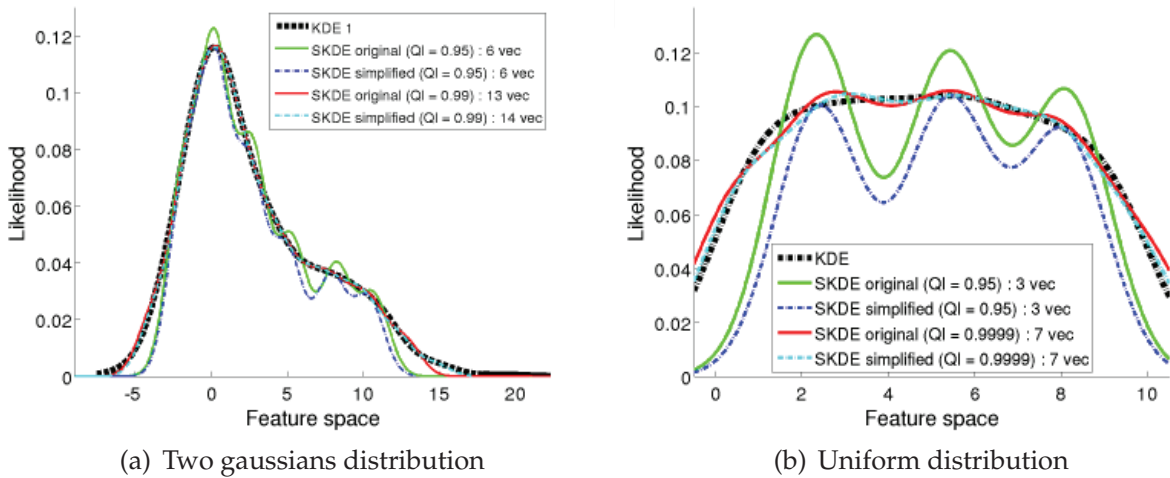 0.12
0.1
0.08
0.06
0.04
0.02
0
Likelihood
KDE 1
SKDE original (QI = 0.95) : 6 vec
SKDE simplified (QI = 0.95) : 6 vec
SKDE original (QI = 0.99) : 13 vec
SKDE simplified (QI = 0.99) : 14 vec
-5 0 5 10 15 20
Feature space
(a) Two gaussians distribution
0.12
0.1
0.08
0.06
0.04
0.02
0
Likelihood
KDE
SKDE original (QI = 0.95) : 3 vec
SKDE simplified (QI = 0.95) : 3 vec
SKDE original (QI = 0.9999) : 7 vec
SKDE simplified (QI = 0.9999) : 7 vec
0 2 4 6 8 10
Feature space
(b) Uniform distribution